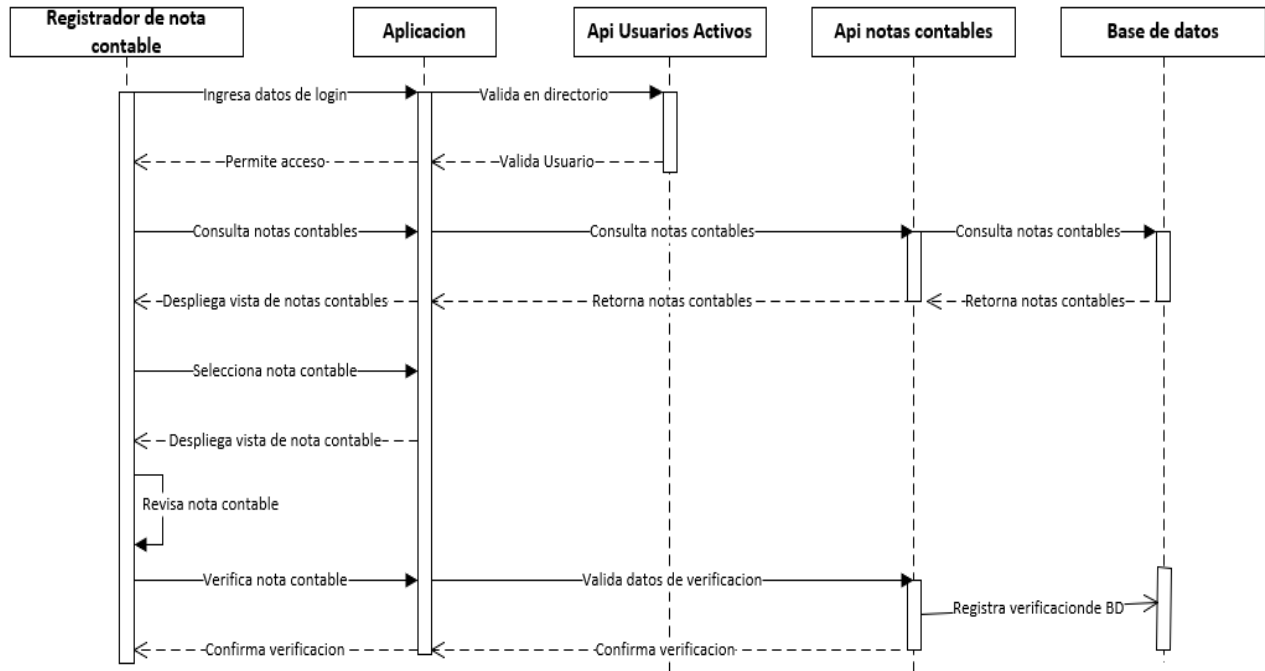 Registrador de nota
contable
Aplicacion
Api Usuarios Activos
Api notas contables
Base de datos
Ingresa datos de login
Valida en directorio
Permite acceso
Valida Usuario
Consulta notas contables
Consulta notas contables
Consulta notas contables
Despliega vista de notas contables
Retorna notas contables
Retorna notas contables
Selecciona nota contable
Despliega vista de nota contable
Revisa nota contable
Verifica nota contable
Valida datos de verificacion
Registra verificacionde BD
Confirma verificacion
Confirma verificacion